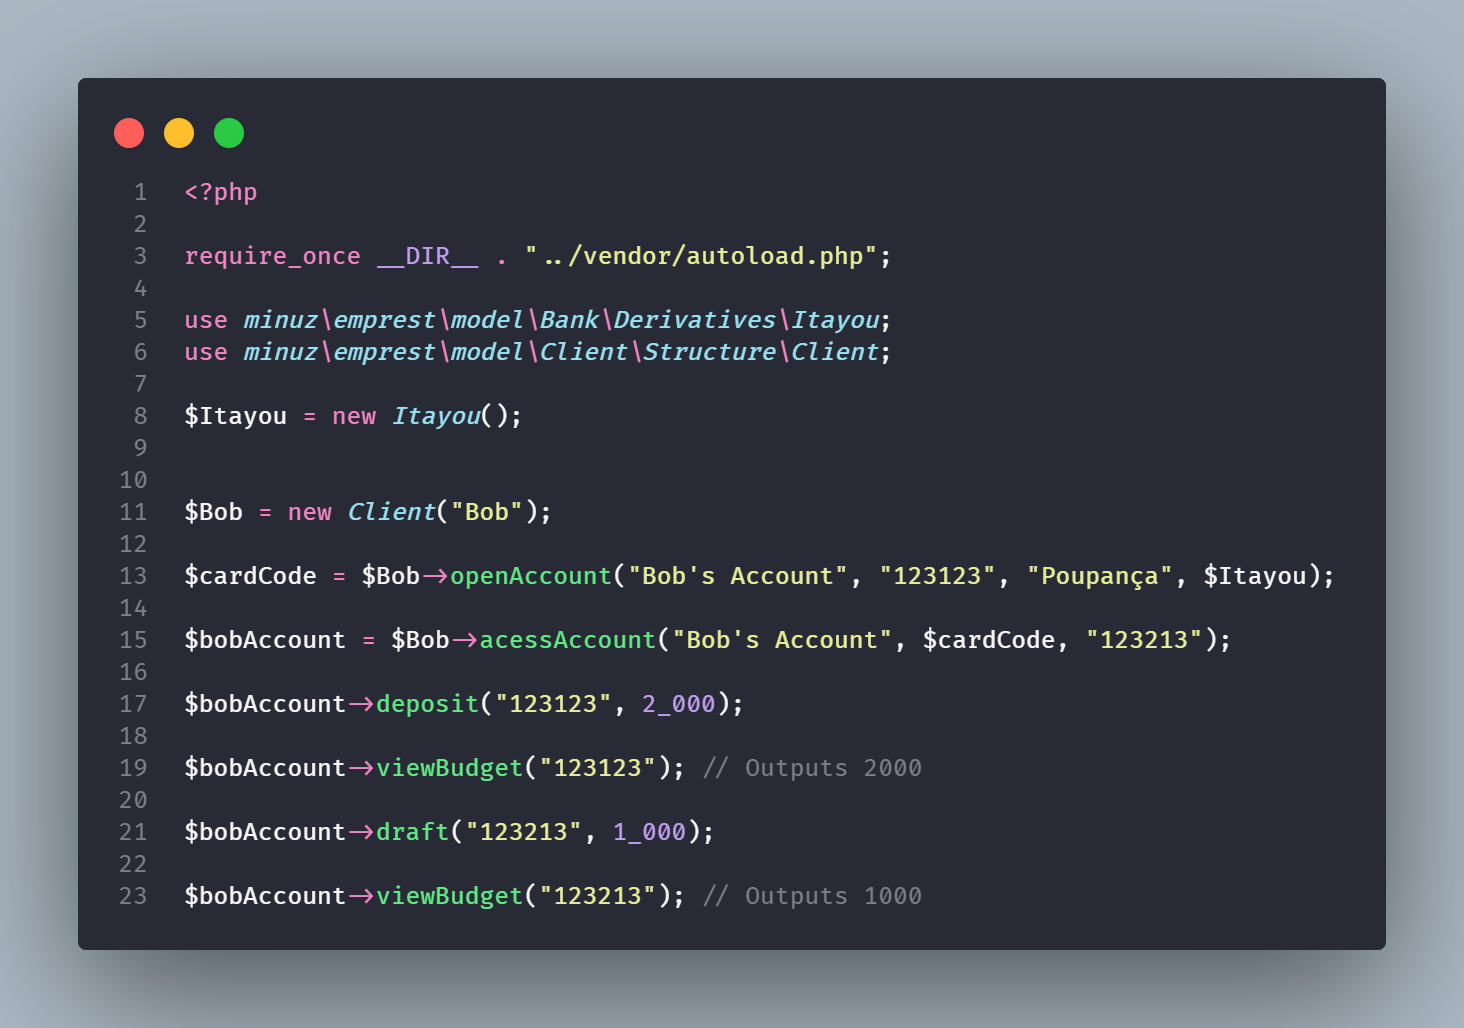 1 <?php
2
3 require_once __DIR__ . "../vendor/autoload.php";
4
5 use minuz\emprest\model\Bank\Derivatives\Itayou;
6 use minuz\emprest\model\Client\Structure\Client;
7
8 $Itayou = new Itayou();
9
10
11 $Bob = new Client("Bob");
12
13 $cardCode = $Bob->openAccount("Bob's Account", "123123", "Poupança", $Itayou);
14
15 $bobAccount = $Bob->acessAccount("Bob's Account", $cardCode, "123213");
16
17 $bobAccount->deposit("123123", 2_000);
18
19 $bobAccount->viewBudget("123123"); // Outputs 2000
20
21 $bobAccount->draft("123213", 1_000);
22
23 $bobAccount->viewBudget("123213"); // Outputs 1000